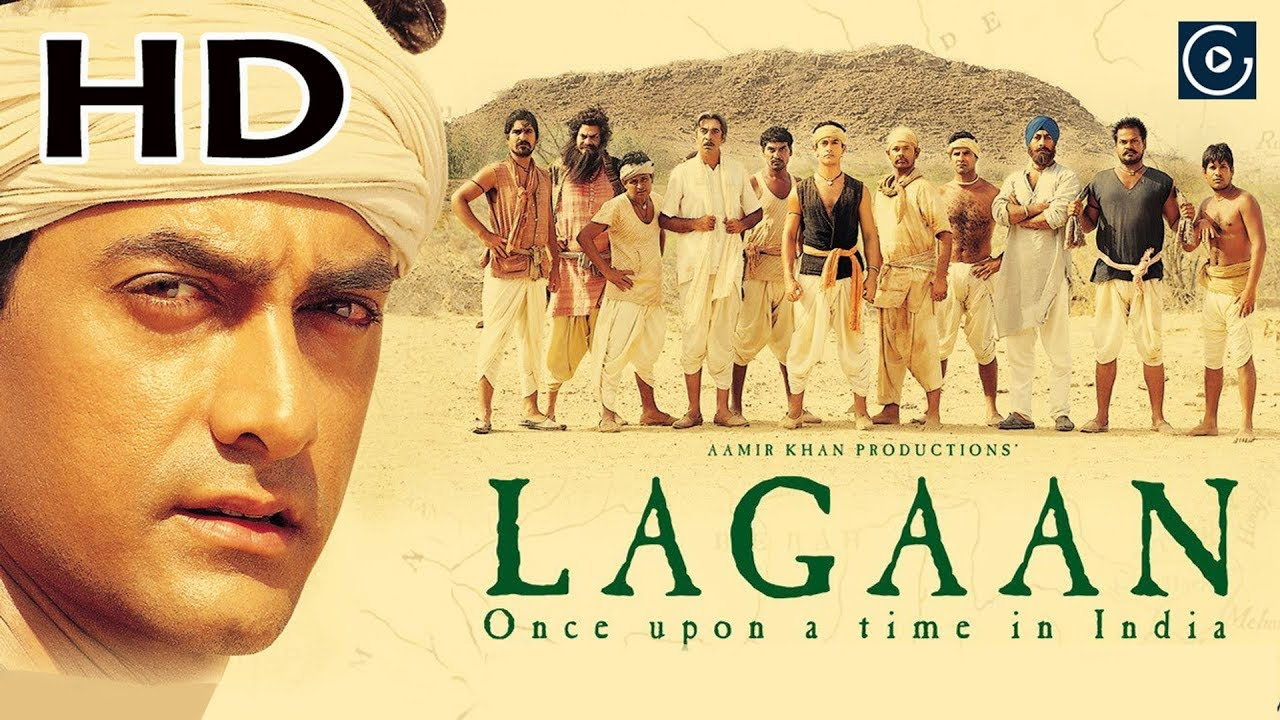 HD
AAMIR KHAN PRODUCTIONS'
LAGAAN
Once upon a time in India